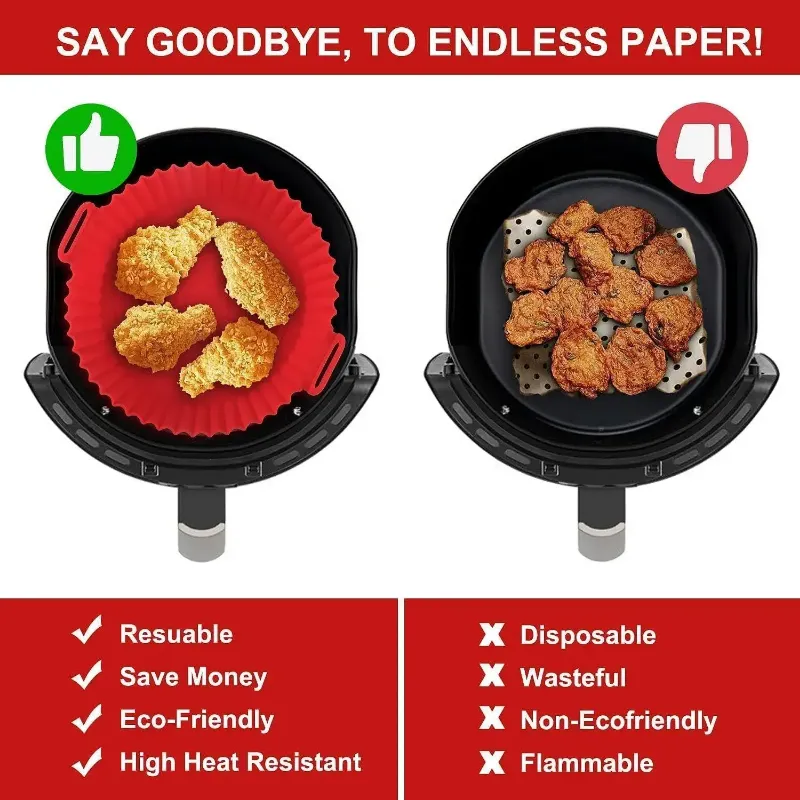 SAY GOODBYE, TO ENDLESS PAPER!
Resuable
Save Money
Eco-Friendly
High Heat Resistant
Disposable
Wasteful
Non-Ecofriendly
Flammable